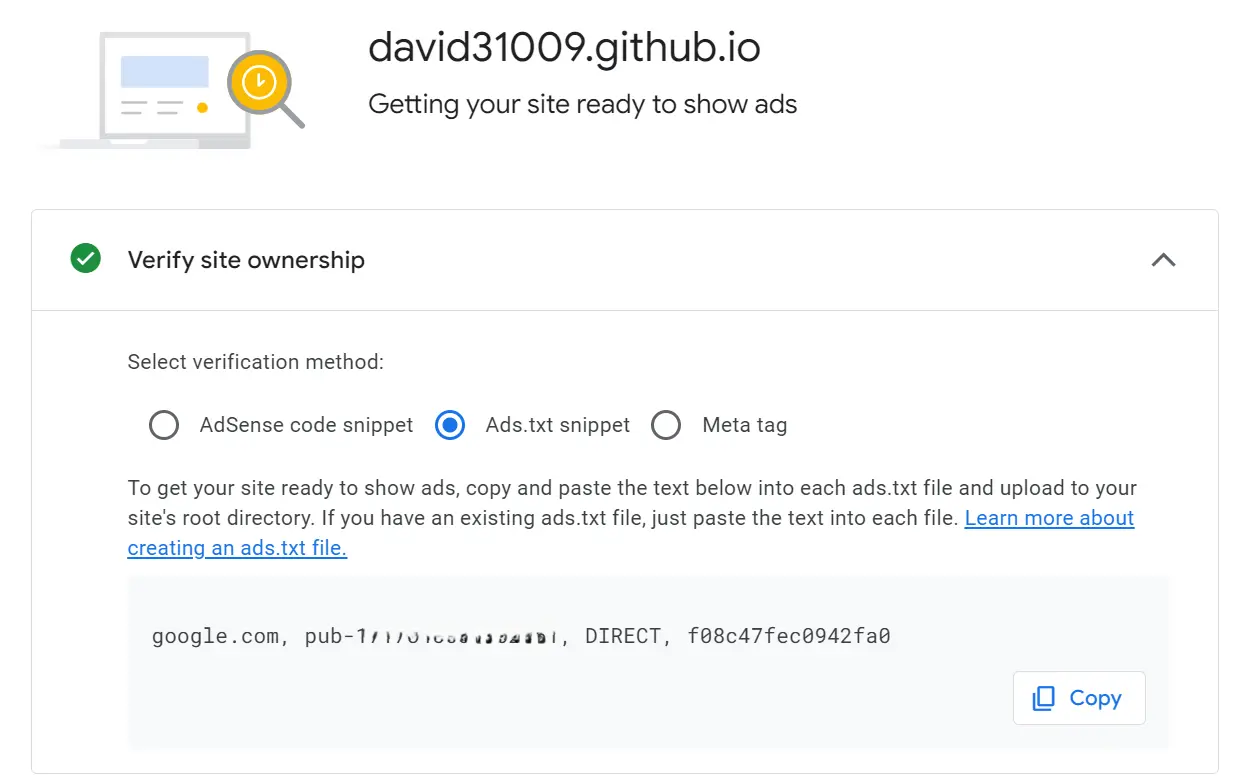 david31009.github.io
Getting your site ready to show ads
Verify site ownership
Select verification method:
AdSense code snippet Ads.txt snippet Meta tag
To get your site ready to show ads, copy and paste the text below into each ads.txt file and upload to your
site's root directory. If you have an existing ads.txt file, just paste the text into each file. Learn more about
creating an ads.txt file.
google.com, DIRECT, f08c47fec0942fa0
Copy